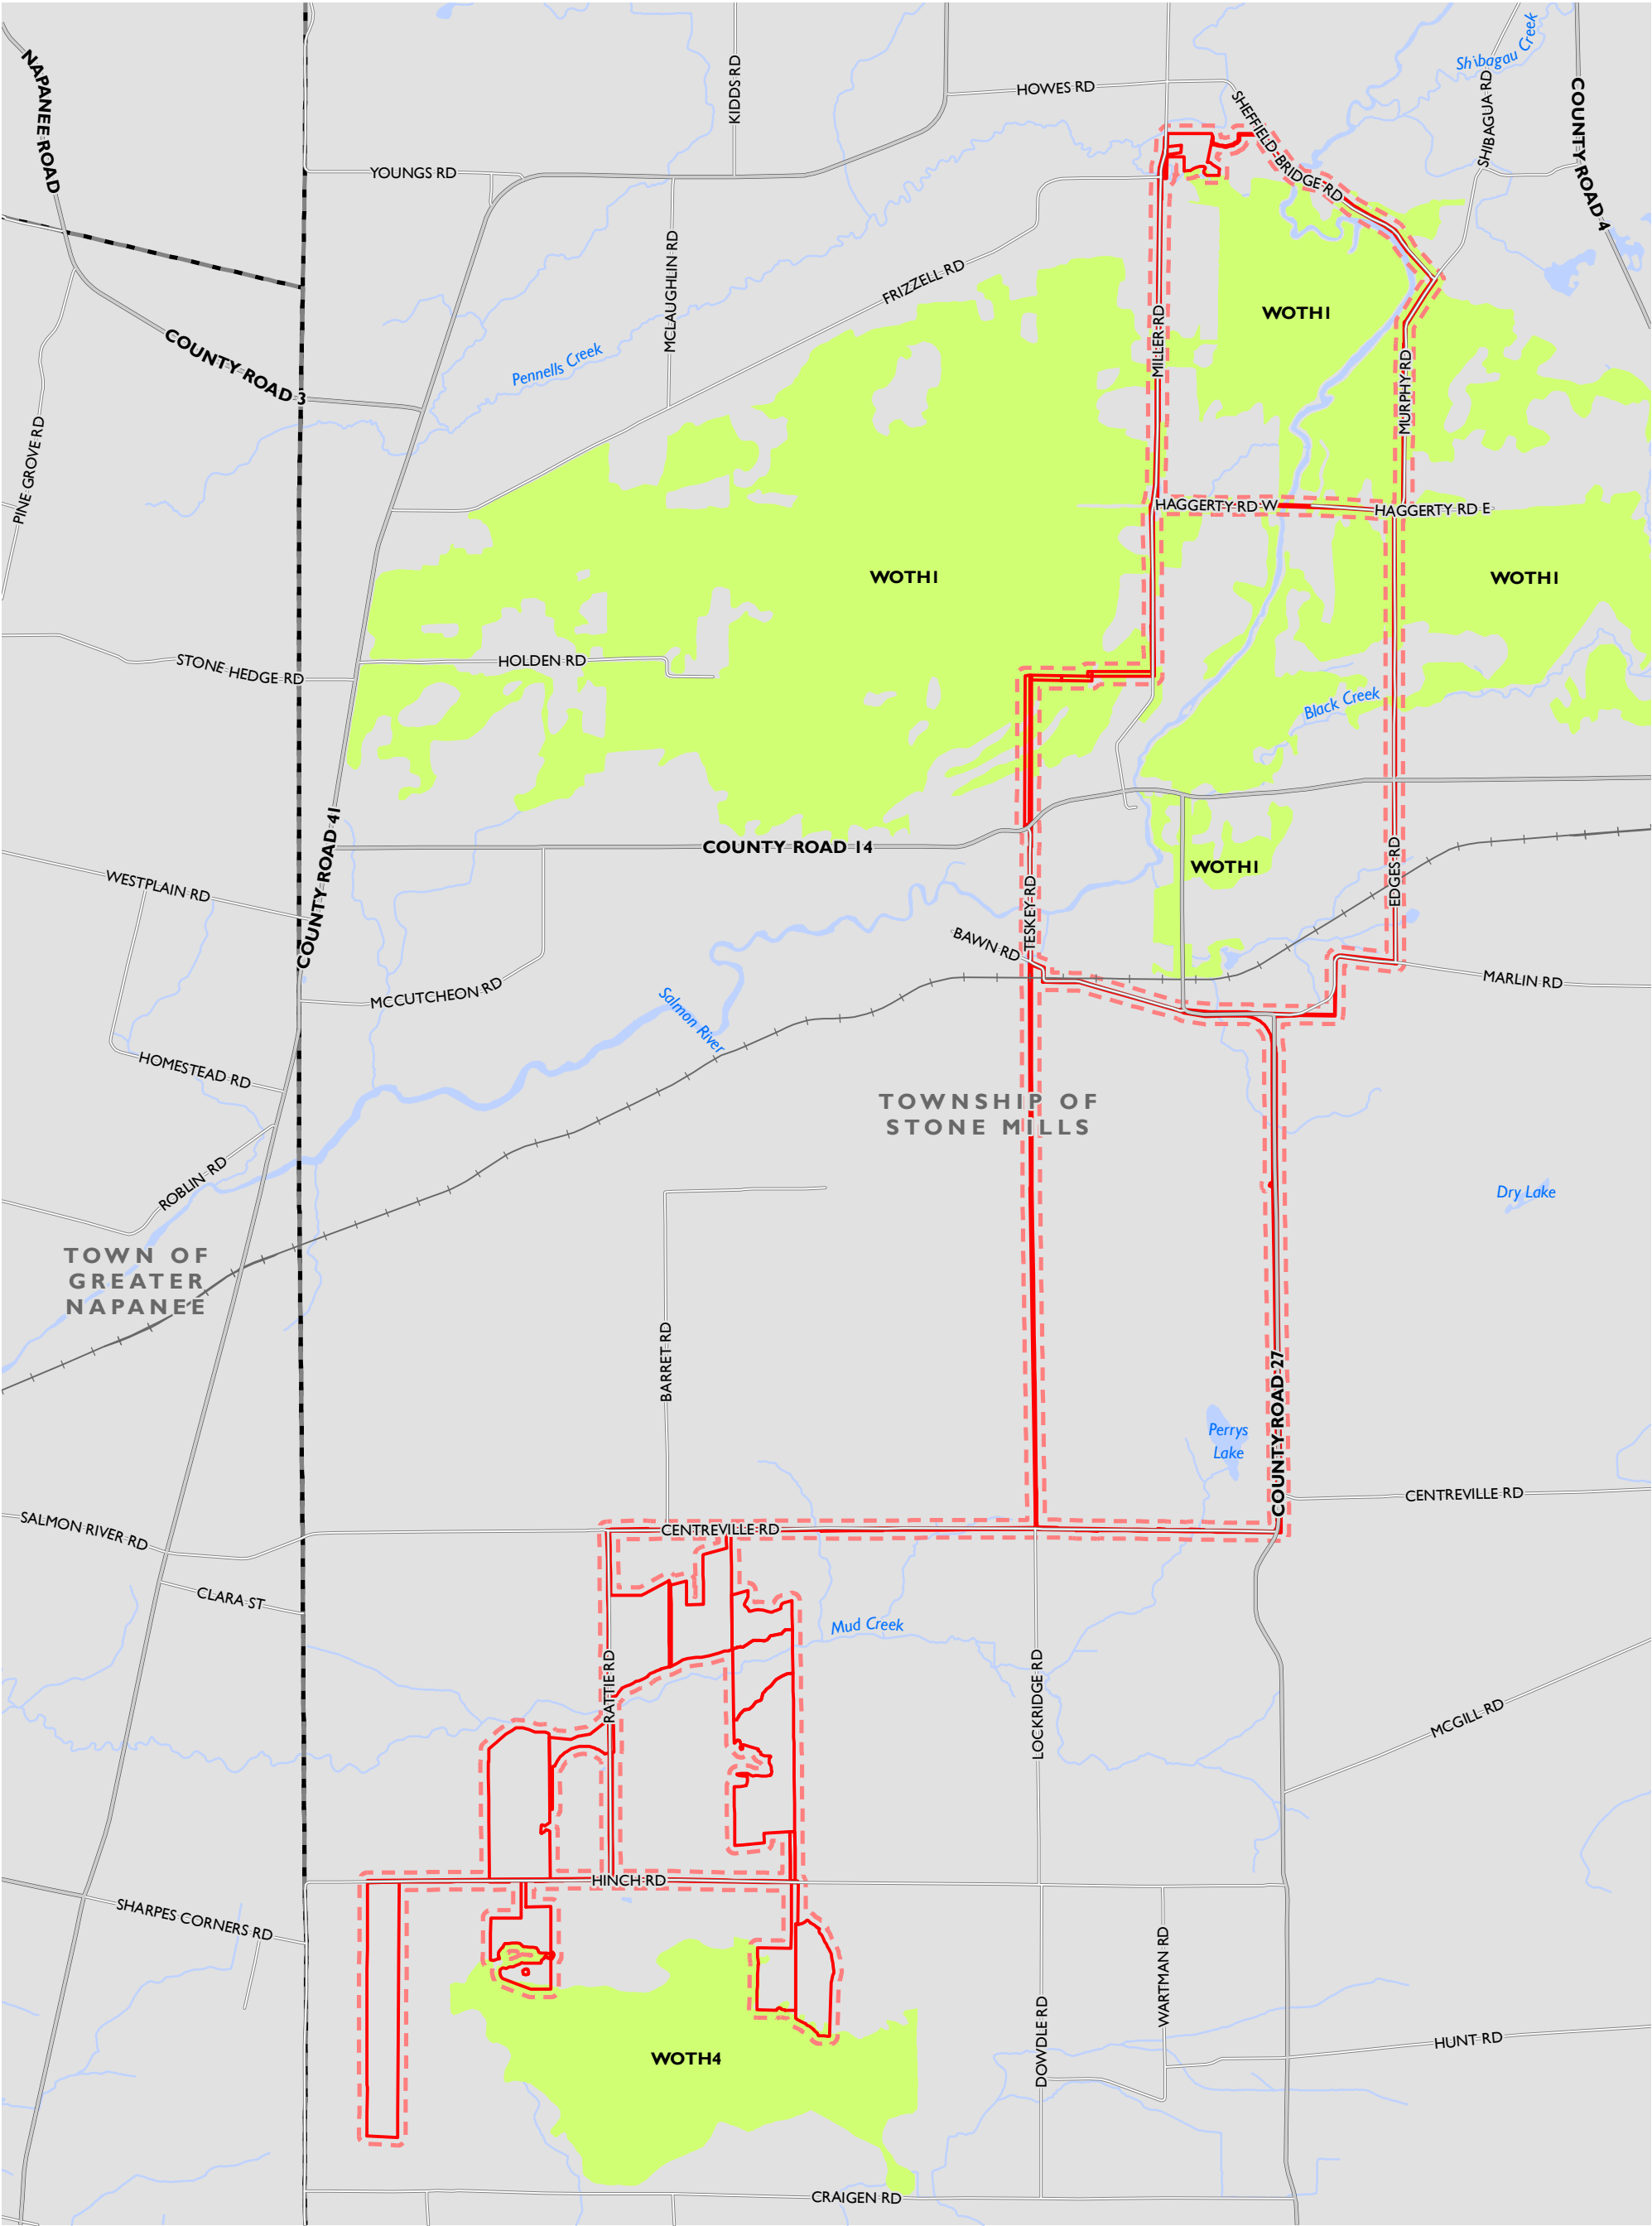 Shibagau Creek
NAPANEE ROAD
KIDDS RD
HOWES RD
SHEFFIELD-BRIDGE RD
SHIBAGUA RD
COUNTY ROAD 4
YOUNGS RD
MCLAUGHLIN RD
FRIZZELL RD
WOTH1
MILLER RD
COUNTY ROAD 3
Pennells Creek
MURPHY RD
PINE GROVE RD
HAGGERTY RD W
HAGGERTY RD E
WOTH1
WOTH1
STONE HEDGE RD
HOLDEN RD
Black Creek
COUNTY ROAD 41
COUNTY ROAD 14
WOTH1
EDGES RD
WESTPLAIN RD
TESKEY RD
BAWN RD
MARLIN RD
MCCUTCHEON RD
Salmon River
HOMESTEAD RD
TOWNSHIP OF
STONE MILLS
ROBLIN RD
Dry Lake
TOWN OF
GREATER
NAPANEE
BARRET RD
COUNTY ROAD 27
Perrys
Lake
CENTREVILLE RD
SALMON RIVER RD
CENTREVILLE RD
CLARA ST
Mud Creek
RATTIE RD
LOCKRIDGE RD
MCGILL RD
HINCH RD
SHARPES CORNERS RD
WARTMAN RD
DOWDLE RD
HUNT RD
WOTH4
CRAIGEN RD